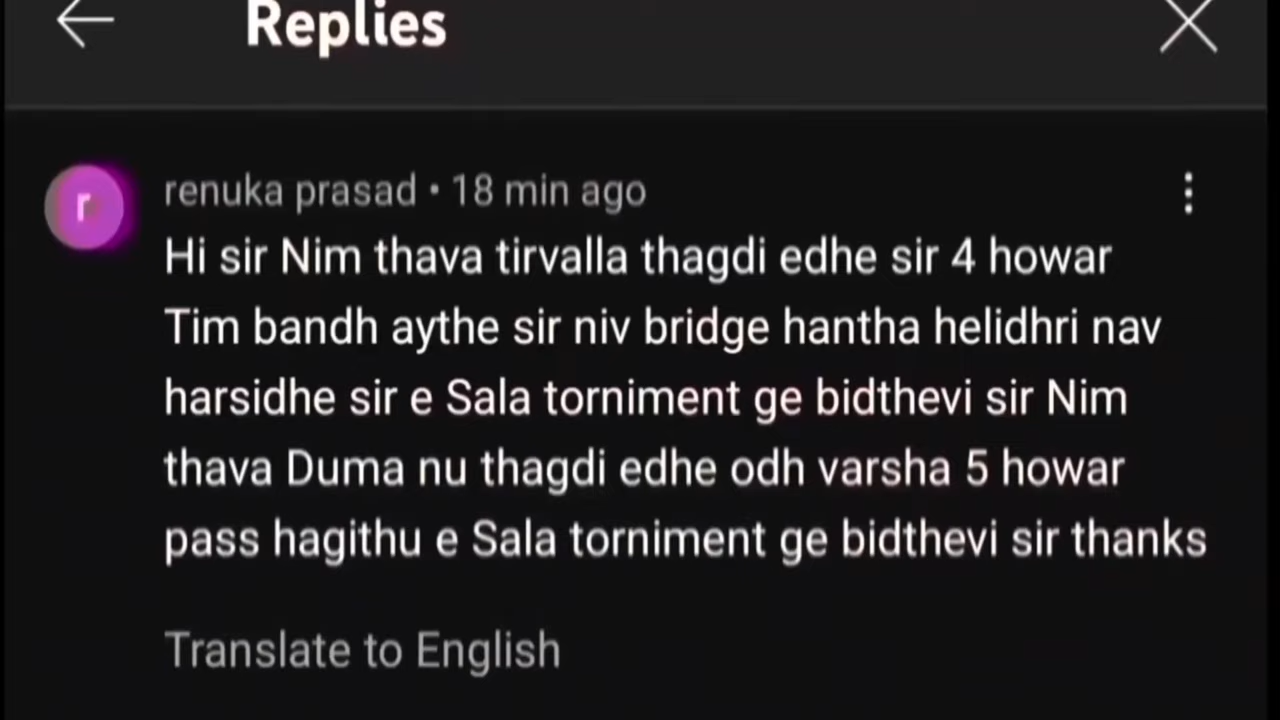 Replies
r
renuka prasad • 18 min ago
Hi sir Nim thava tirvalla thagdi edhe sir 4 howar
Tim bandh aythe sir niv bridge hantha helidhri nav
harsidhe sir e Sala torniment ge bidthevi sir Nim
thava Duma nu thagdi edhe odh varsha 5 howar
pass hagithu e Sala torniment ge bidthevi sir thanks
Translate to English